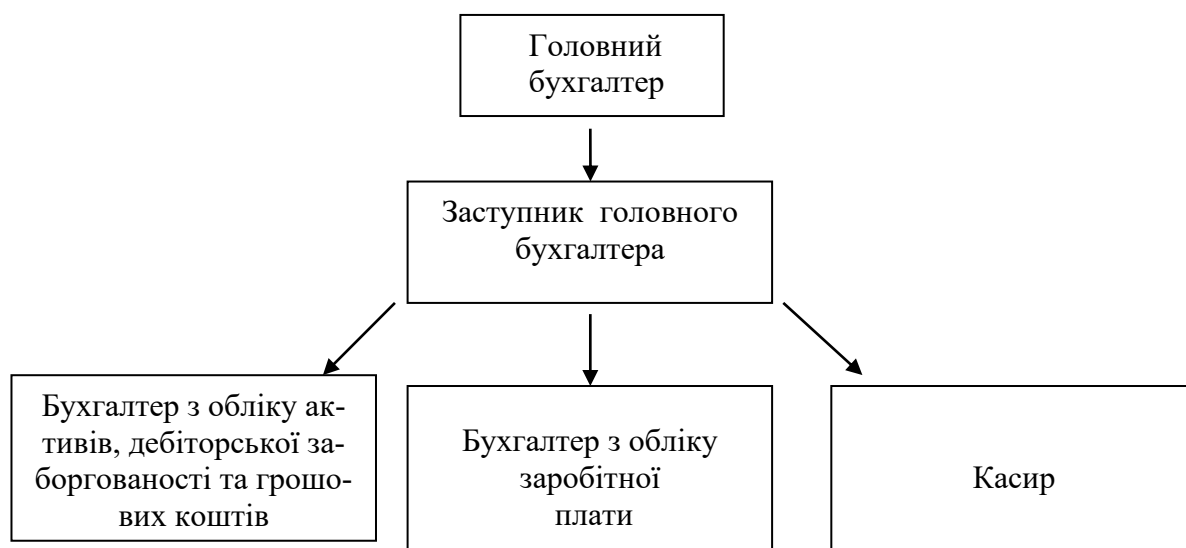 Головний
бухгалтер
Заступник головного
бухгалтера
Бухгалтер з обліку ак-
тивів, дебіторської за-
боргованості та грошо-
вих коштів
Бухгалтер з обліку
заробітної
плати
Касир